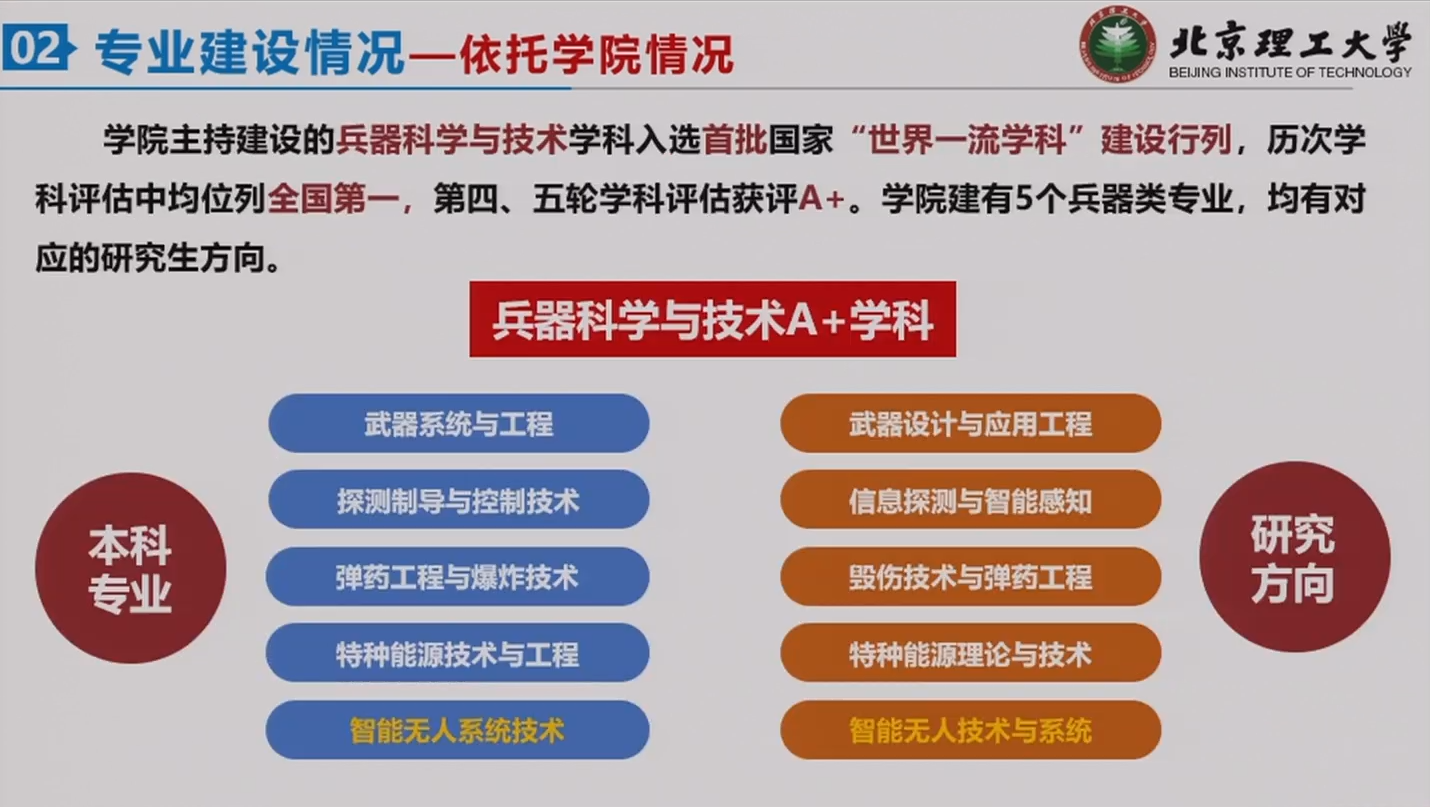 02 专业建设情况—依托学院情况
北京理工大学
BEIJING INSTITUTE OF TECHNOLOGY
学院主持建设的兵器科学与技术学科入选首批国家“世界一流学科”建设行列，历次学
科评估中均位列全国第一，第四、五轮学科评估获评A+。学院建有5个兵器类专业，均有对
应的研究生方向。
兵器科学与技术A+学科
本科
专业
武器系统与工程
探测制导与控制技术
弹药工程与爆炸技术
特种能源技术与工程
智能无人系统技术
武器设计与应用工程
信息探测与智能感知
毁伤技术与弹药工程
特种能源理论与技术
智能无人技术与系统
研究
方向